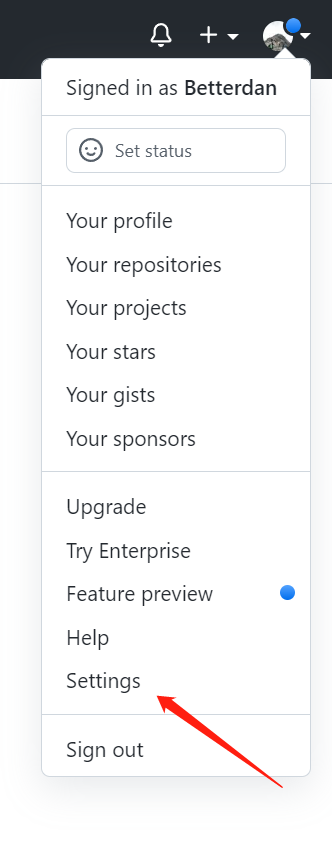 Signed in as Betterdan
Set status
Your profile
Your repositories
Your projects
Your stars
Your gists
Your sponsors
Upgrade
Try Enterprise
Feature preview
Help
Settings
Sign out